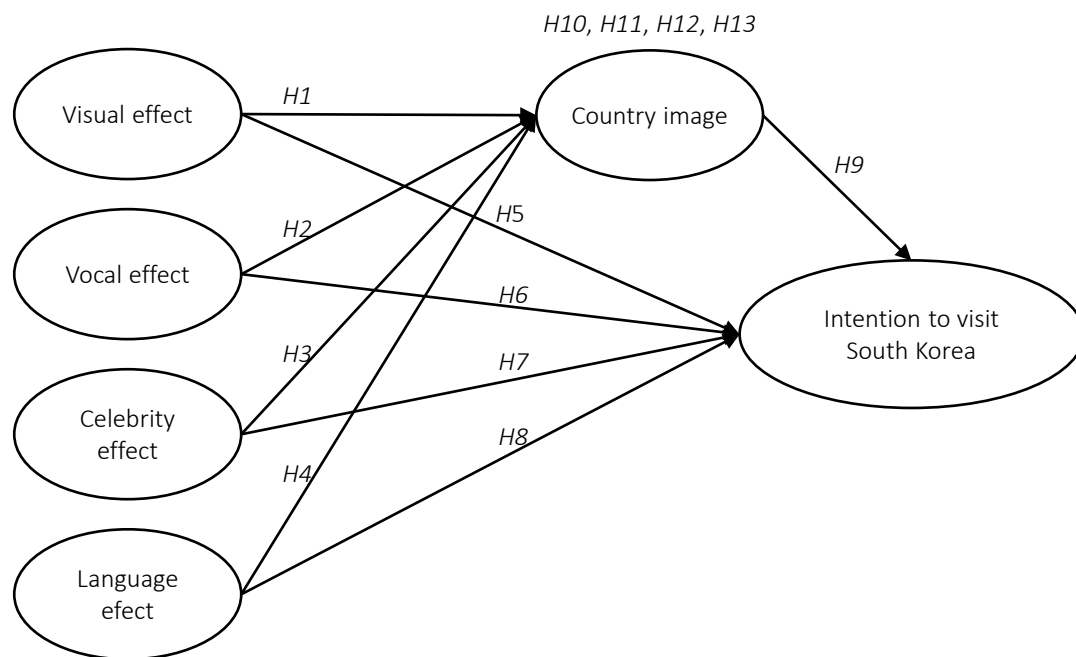 H10, H11, H12, H13
Visual effect
H1
Country image
H9
H5
Vocal effect
H2
H6
Intention to visit
South Korea
H3
H7
Celebrity
effect
H8
H4
Language
efect